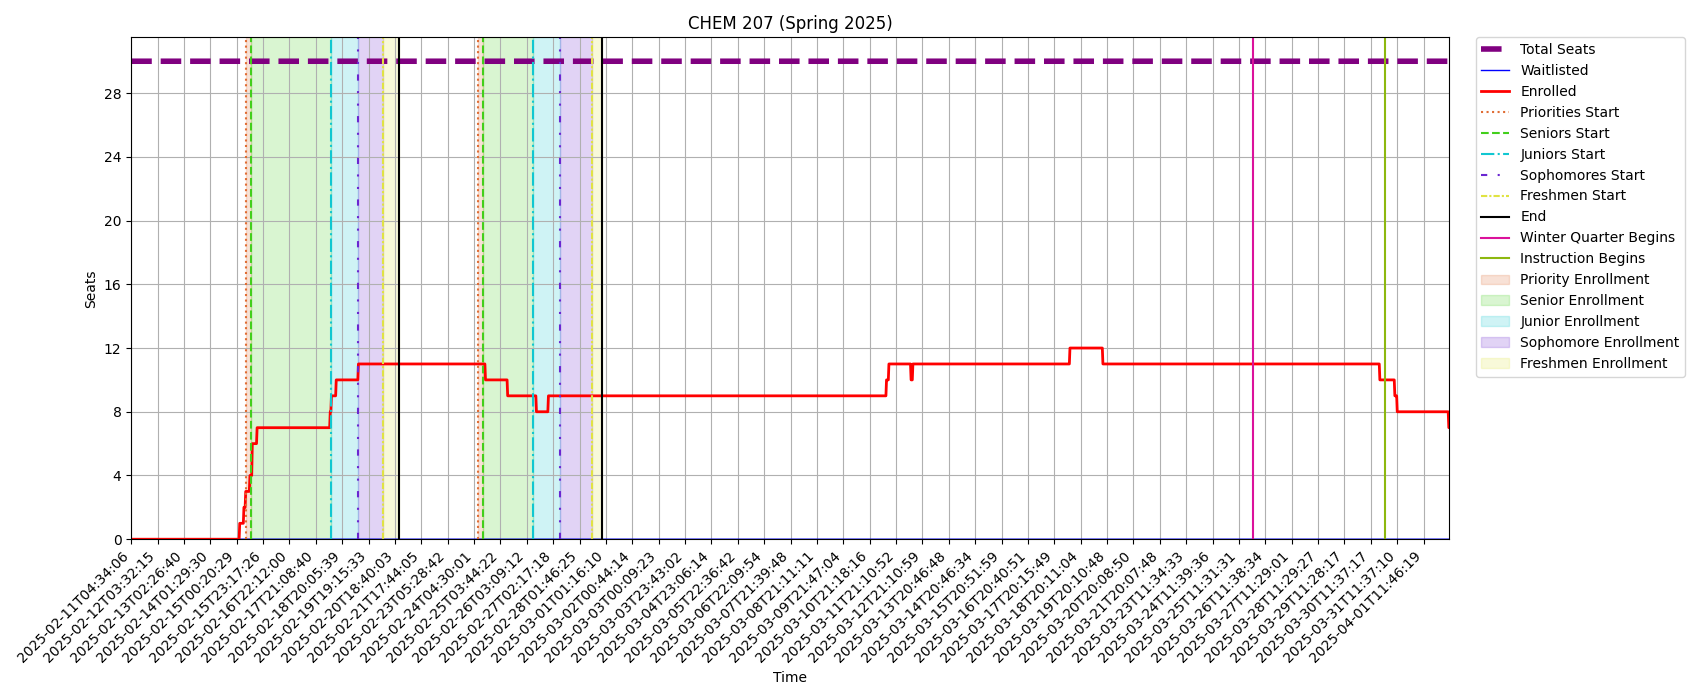 CHEM 207 (Spring 2025)
Seats
28
24
20
16
12
8
4
0
2025-02-11T04:34:06
2025-02-12T03:32:15
2025-02-13T02:26:40
2025-02-14T01:29:30
2025-02-15T00:20:29
2025-02-15T23:17:26
2025-02-16T22:12:00
2025-02-17T21:08:40
2025-02-18T20:05:39
2025-02-19T19:15:33
2025-02-20T18:40:03
2025-02-21T17:44:05
2025-02-23T05:28:42
2025-02-24T04:30:01
2025-02-25T03:44:22
2025-02-26T03:09:12
2025-02-27T02:17:18
2025-02-28T01:46:25
2025-03-01T01:16:10
2025-03-02T00:44:14
2025-03-03T00:09:23
2025-03-03T23:43:02
2025-03-04T23:06:14
2025-03-05T22:36:42
2025-03-06T22:09:54
2025-03-07T21:39:48
2025-03-08T21:11:11
2025-03-09T21:47:04
2025-03-10T21:18:16
2025-03-11T21:10:52
2025-03-12T21:10:59
2025-03-13T20:46:48
2025-03-14T20:46:34
2025-03-15T20:51:59
2025-03-16T20:40:51
2025-03-17T20:15:49
2025-03-18T20:11:04
2025-03-19T20:10:48
2025-03-20T20:08:50
2025-03-21T20:07:48
2025-03-23T11:34:33
2025-03-24T11:39:36
2025-03-25T11:31:31
2025-03-26T11:38:34
2025-03-27T11:29:01
2025-03-28T11:29:27
2025-03-29T11:28:17
2025-03-30T11:37:17
2025-03-31T11:37:10
2025-04-01T11:46:19
Time
Total Seats
Waitlisted
Enrolled
Priorities Start
Seniors Start
Juniors Start
Sophomores Start
Freshmen Start
End
Winter Quarter Begins
Instruction Begins
Priority Enrollment
Senior Enrollment
Junior Enrollment
Sophomore Enrollment
Freshmen Enrollment